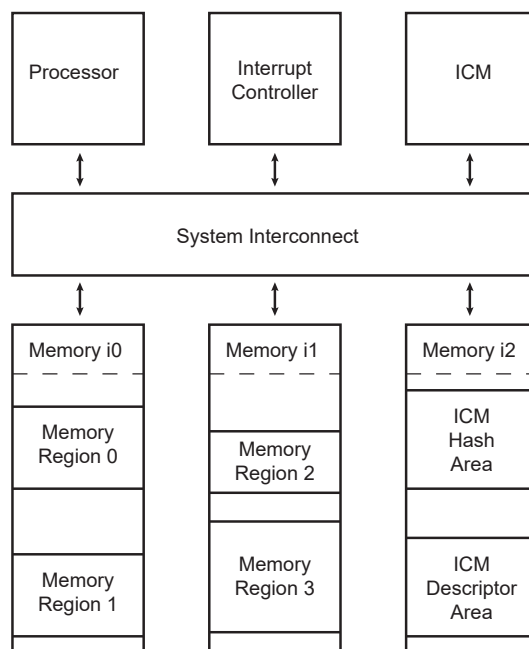 Processor
Interrupt
Controller
ICM
System Interconnect
Memory i0
Memory i1
Memory i2
Memory
Region 0
Memory
Region 2
ICM
Hash
Area
Memory
Region 1
Memory
Region 3
ICM
Descriptor
Area